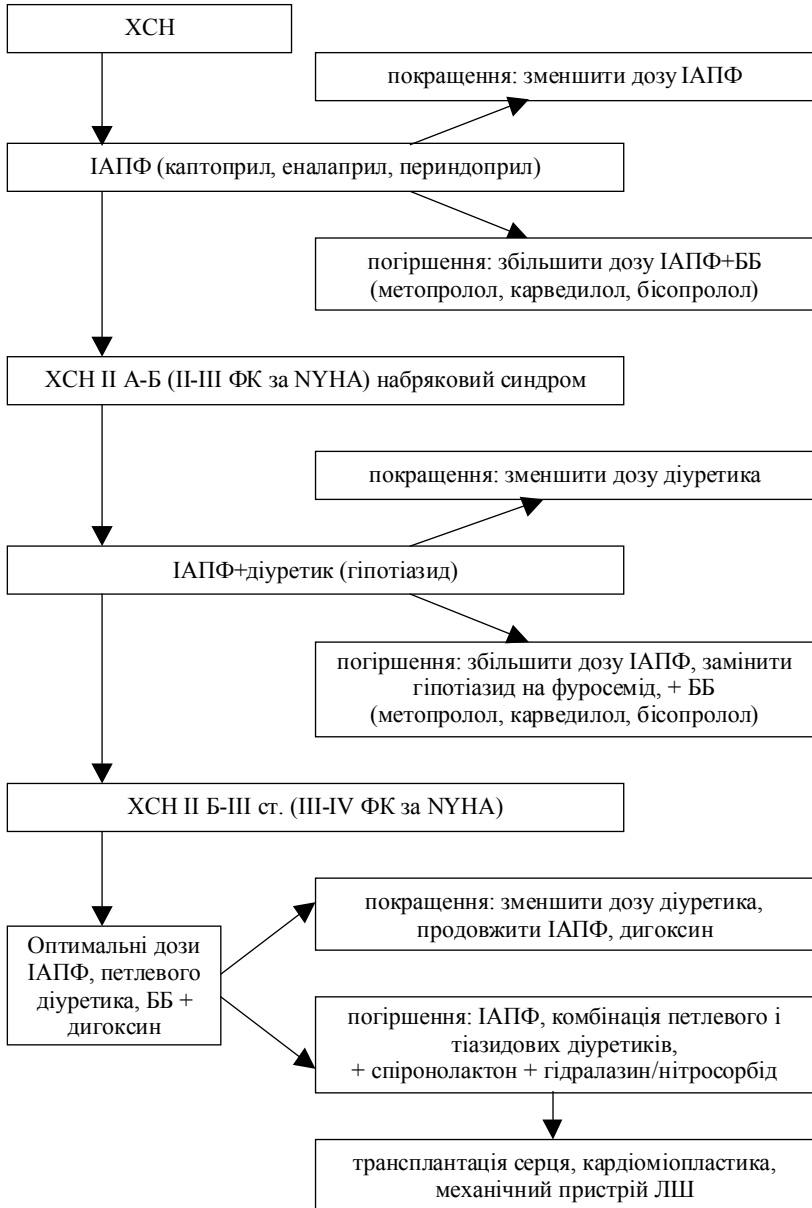 ХСН
покращення: зменшити дозу ІАПФ
ІАПФ (каптоприл, еналаприл, периндоприл)
погіршення: збільшити дозу ІАПФ+ББ
(метопролол, карведилол, бісопролол)
ХСН ІІ А-Б (ІІ-ІІІ ФК за NYHA) набряковий синдром
покращення: зменшити дозу діуретика
ІАПФ+діуретик (гіпотіазид)
погіршення: збільшити дозу ІАПФ, замінити
гіпотіазид на фуросемід, + ББ
(метопролол, карведилол, бісопролол)
ХСН ІІ Б-ІІІ ст. (ІІІ-IV ФК за NYHA)
покращення: зменшити дозу діуретика,
продовжити ІАПФ, дигоксин
Оптимальні дози
ІАПФ, петлевого
діуретика, ББ +
дигоксин
погіршення: ІАПФ, комбінація петлевого і
тіазидових діуретиків,
+ спіронолактон + гідралазин/нітросорбід
трансплантація серця, кардіоміопластика,
механічний пристрій ЛШ